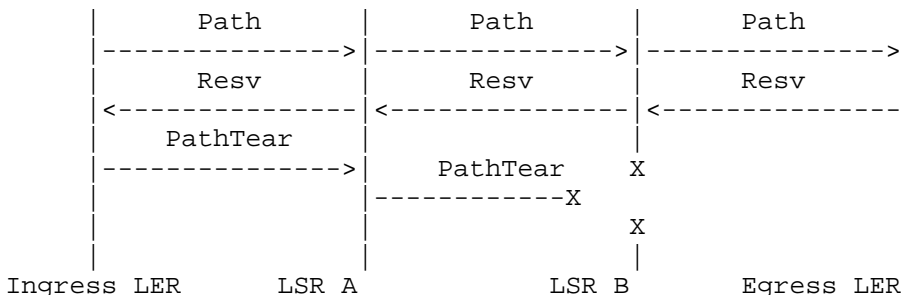 Path Path Path
Resv Resv Resv
PathTear
PathTear X
X
X
Ingress LER LSR A LSR B Egress LER